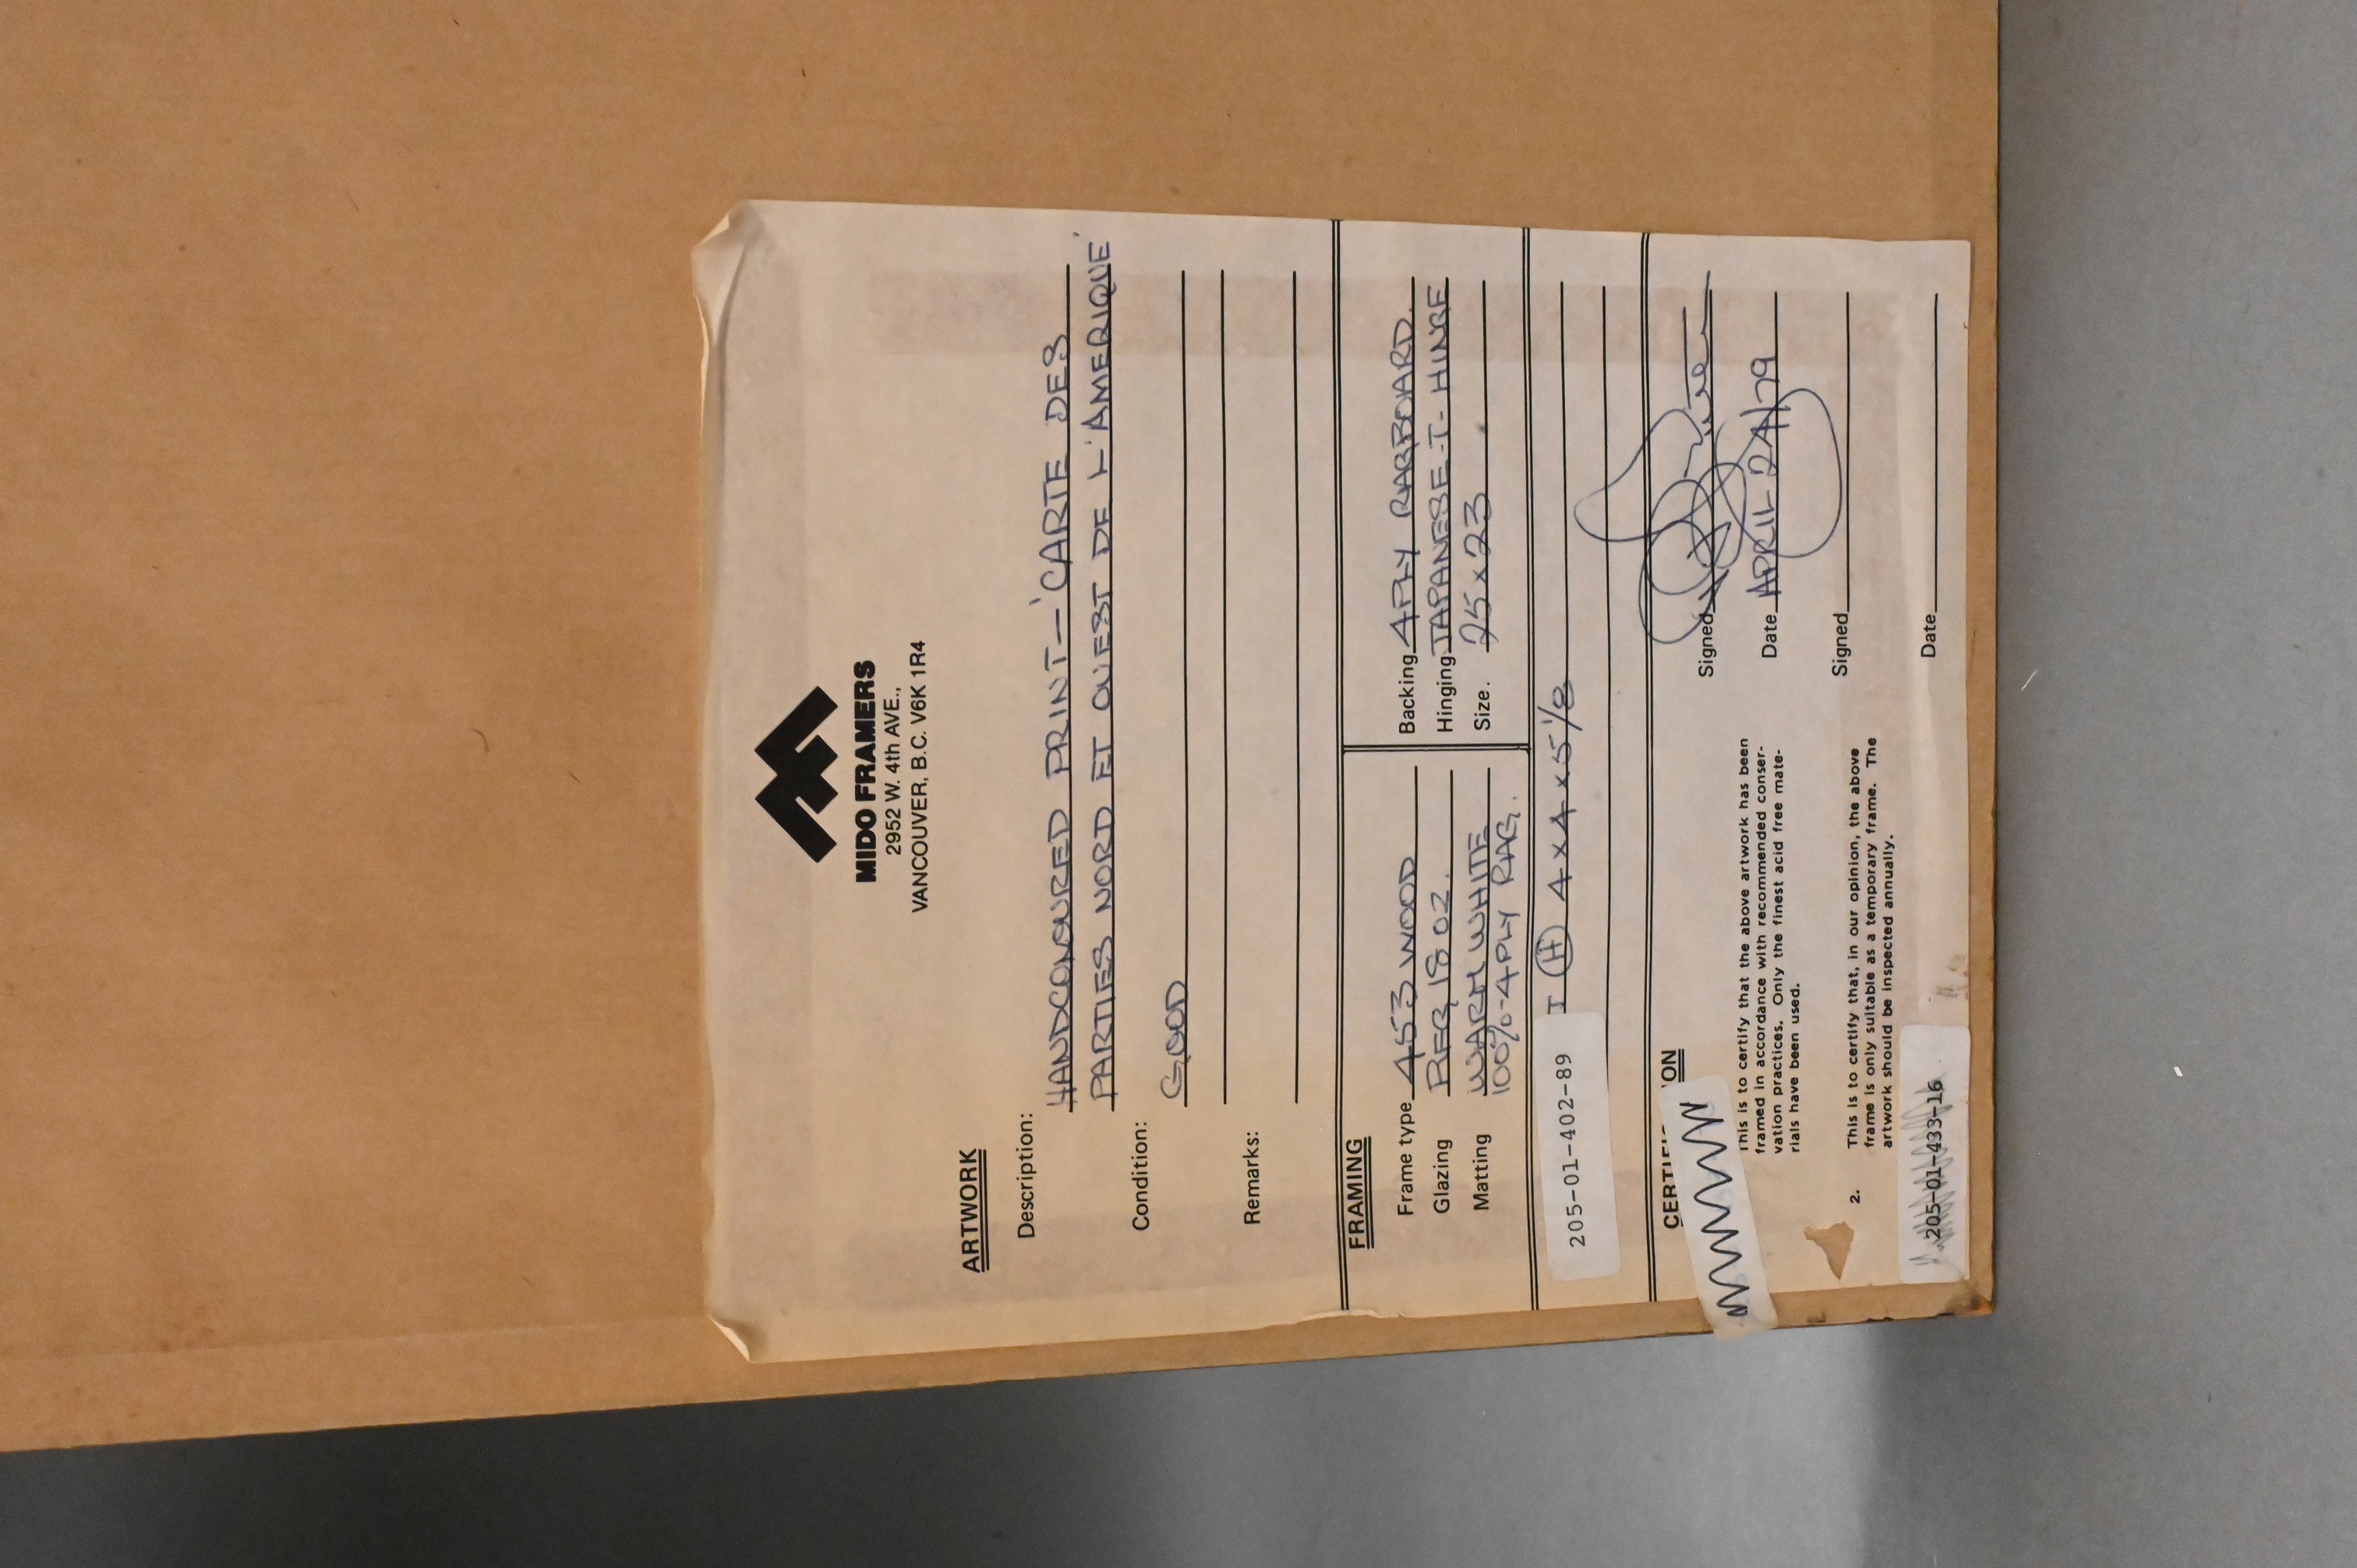 MIDO FRAMERS
2952 W. 4th AVE.,
VANCOUVER, B.C. V6K 1R4
ARTWORK
Description:
HANDCOLOURED PRINT - 'CARTE DES
PARTIES NORD ET OUEST DE L'AMERIQUE'
Condition:
GOOD
Remarks:
FRAMING
Frame type 453 WOOD
Glazing REG 18 OZ.
Matting WARM WHITE
100% 4 PLY RAG.
Backing 4 PLY RAGBOARD.
Hinging JAPANESE -T- HINGE
Size. 25 x 23
205-01-402-89
(H) 4 x 4 x 5 1/8
This is to certify that the above artwork has been
framed in accordance with recommended conser-
vation practices. Only the finest acid free mate-
rials have been used.
Signed
Date APRIL 24/79
2. This is to certify that, in our opinion, the above
frame is only suitable as a temporary frame. The
artwork should be inspected annually.
Signed
Date
205-01-433-16